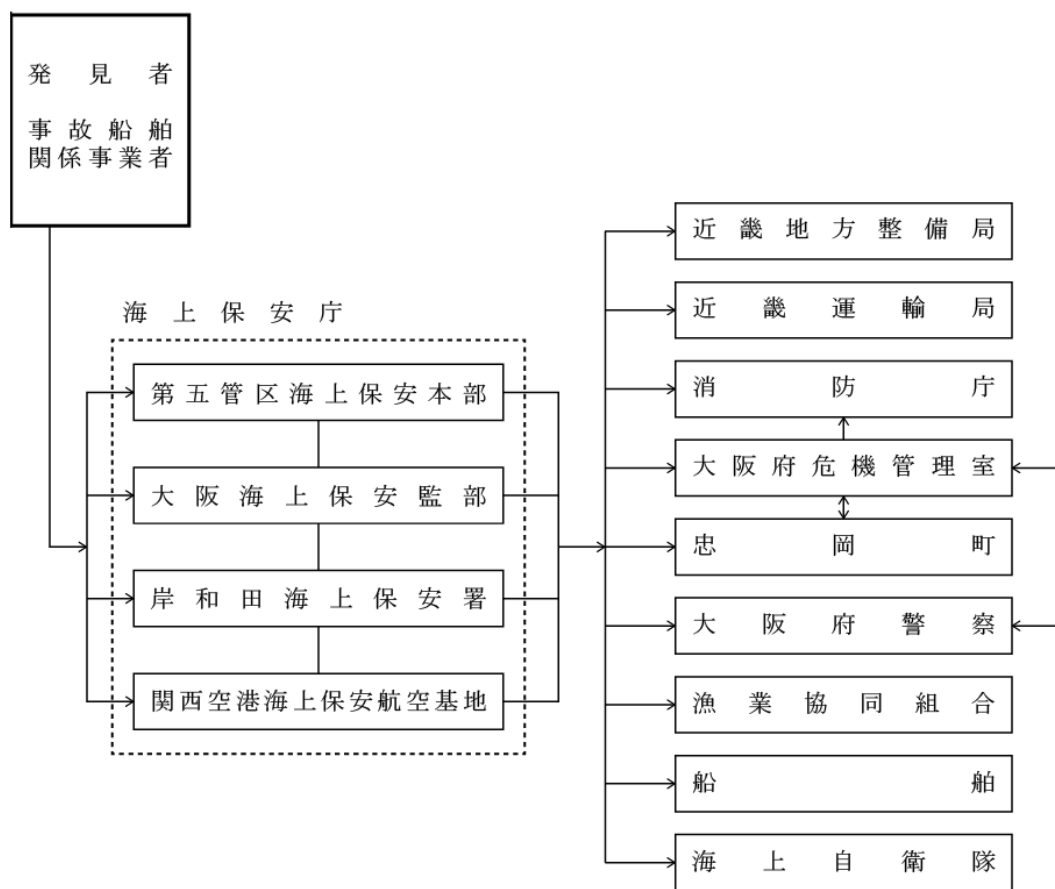 発見者
事故船舶
関係事業者
海上保安庁
第五管区海上保安本部
大阪海上保安監部
岸和田海上保安署
関西空港海上保安航空基地
近畿地方整備局
近畿運輸局
消防庁
大阪府危機管理室
忠岡町
大阪府警察
漁業協同組合
船舶
海上自衛隊